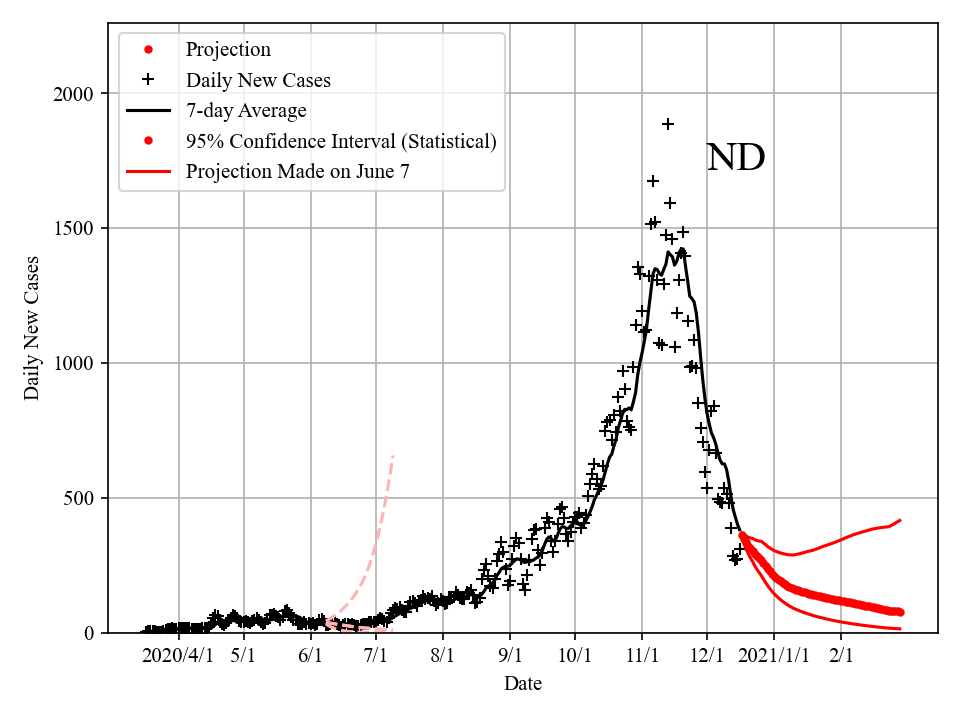 Projection
Daily New Cases
7-day Average
95% Confidence Interval (Statistical)
Projection Made on June 7
ND
2000
1500
1000
500
0
Daily New Cases
2020/4/1 5/1 6/1 7/1 8/1 9/1 10/1 11/1 12/1 2021/1/1 2/1
Date